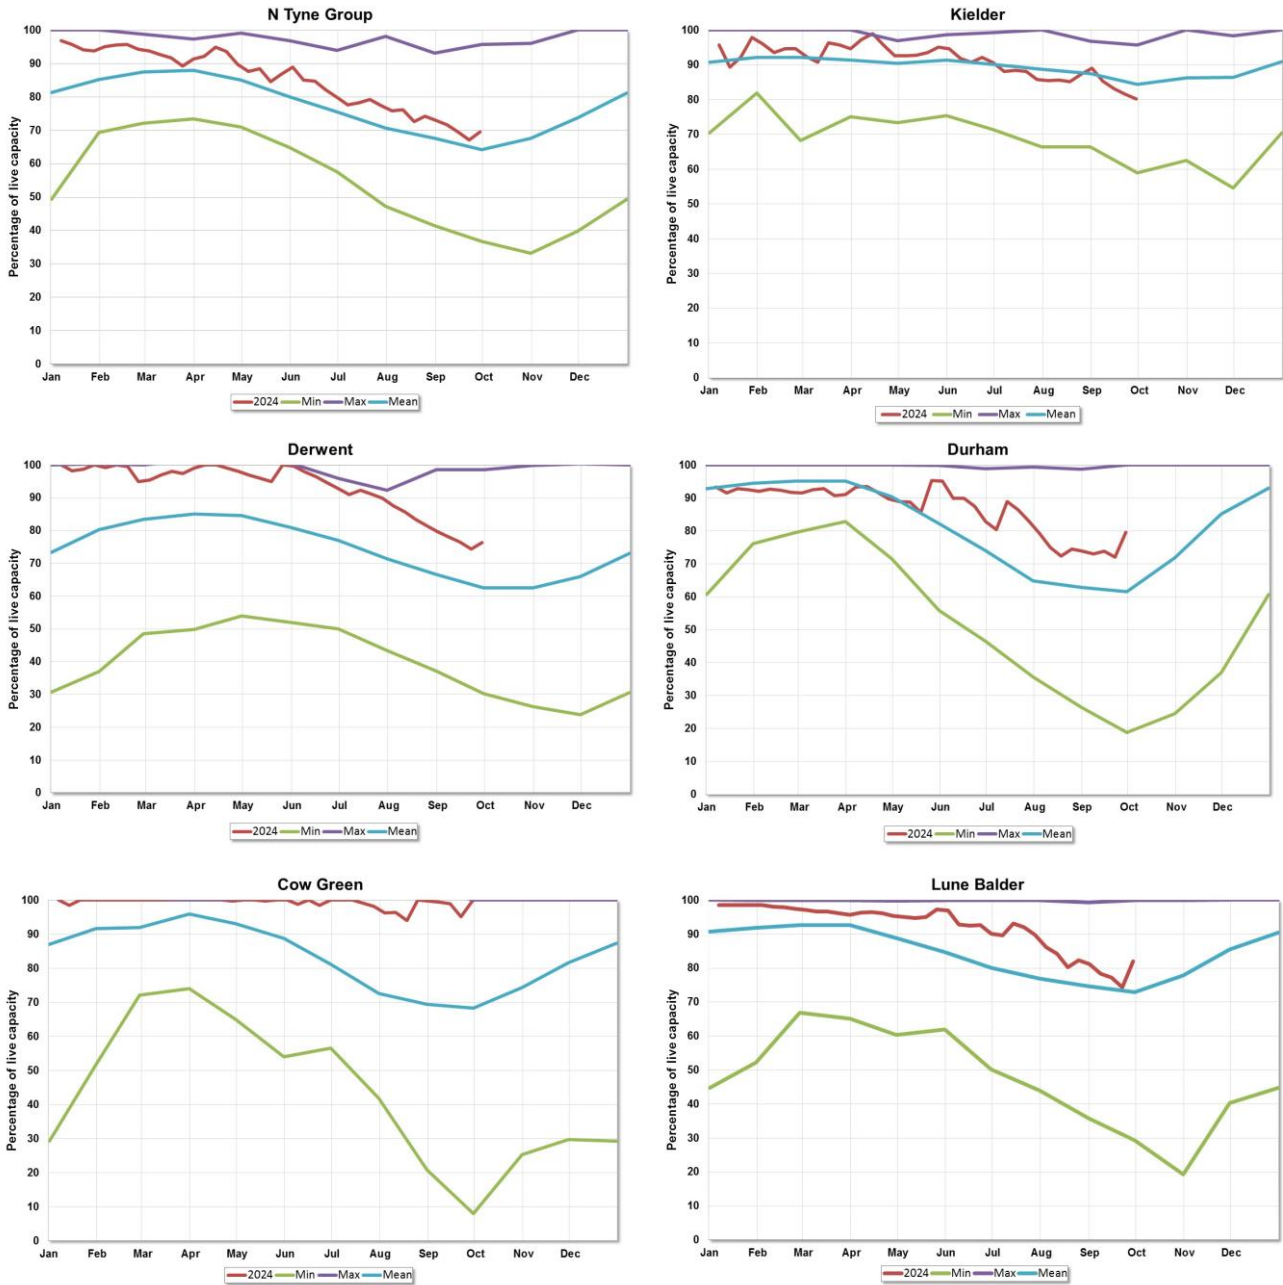 N Tyne Group
Percentage of live capacity
100
90
80
70
60
50
40
30
20
10
0
Jan Feb Mar Apr May Jun Jul Aug Sep Oct Nov Dec
2024 Min Max Mean
Kielder
Percentage of live capacity
100
90
80
70
60
50
40
30
20
10
0
Jan Feb Mar Apr May Jun Jul Aug Sep Oct Nov Dec
2024 Min Max Mean
Derwent
Percentage of live capacity
100
90
80
70
60
50
40
30
20
10
0
Jan Feb Mar Apr May Jun Jul Aug Sep Oct Nov Dec
2024 Min Max Mean
Durham
Percentage of live capacity
100
90
80
70
60
50
40
30
20
10
0
Jan Feb Mar Apr May Jun Jul Aug Sep Oct Nov Dec
2024 Min Max Mean
Cow Green
Percentage of live capacity
100
90
80
70
60
50
40
30
20
10
0
Jan Feb Mar Apr May Jun Jul Aug Sep Oct Nov Dec
2024 Min Max Mean
Lune Balder
Percentage of live capacity
100
90
80
70
60
50
40
30
20
10
0
Jan Feb Mar Apr May Jun Jul Aug Sep Oct Nov Dec
2024 Min Max Mean